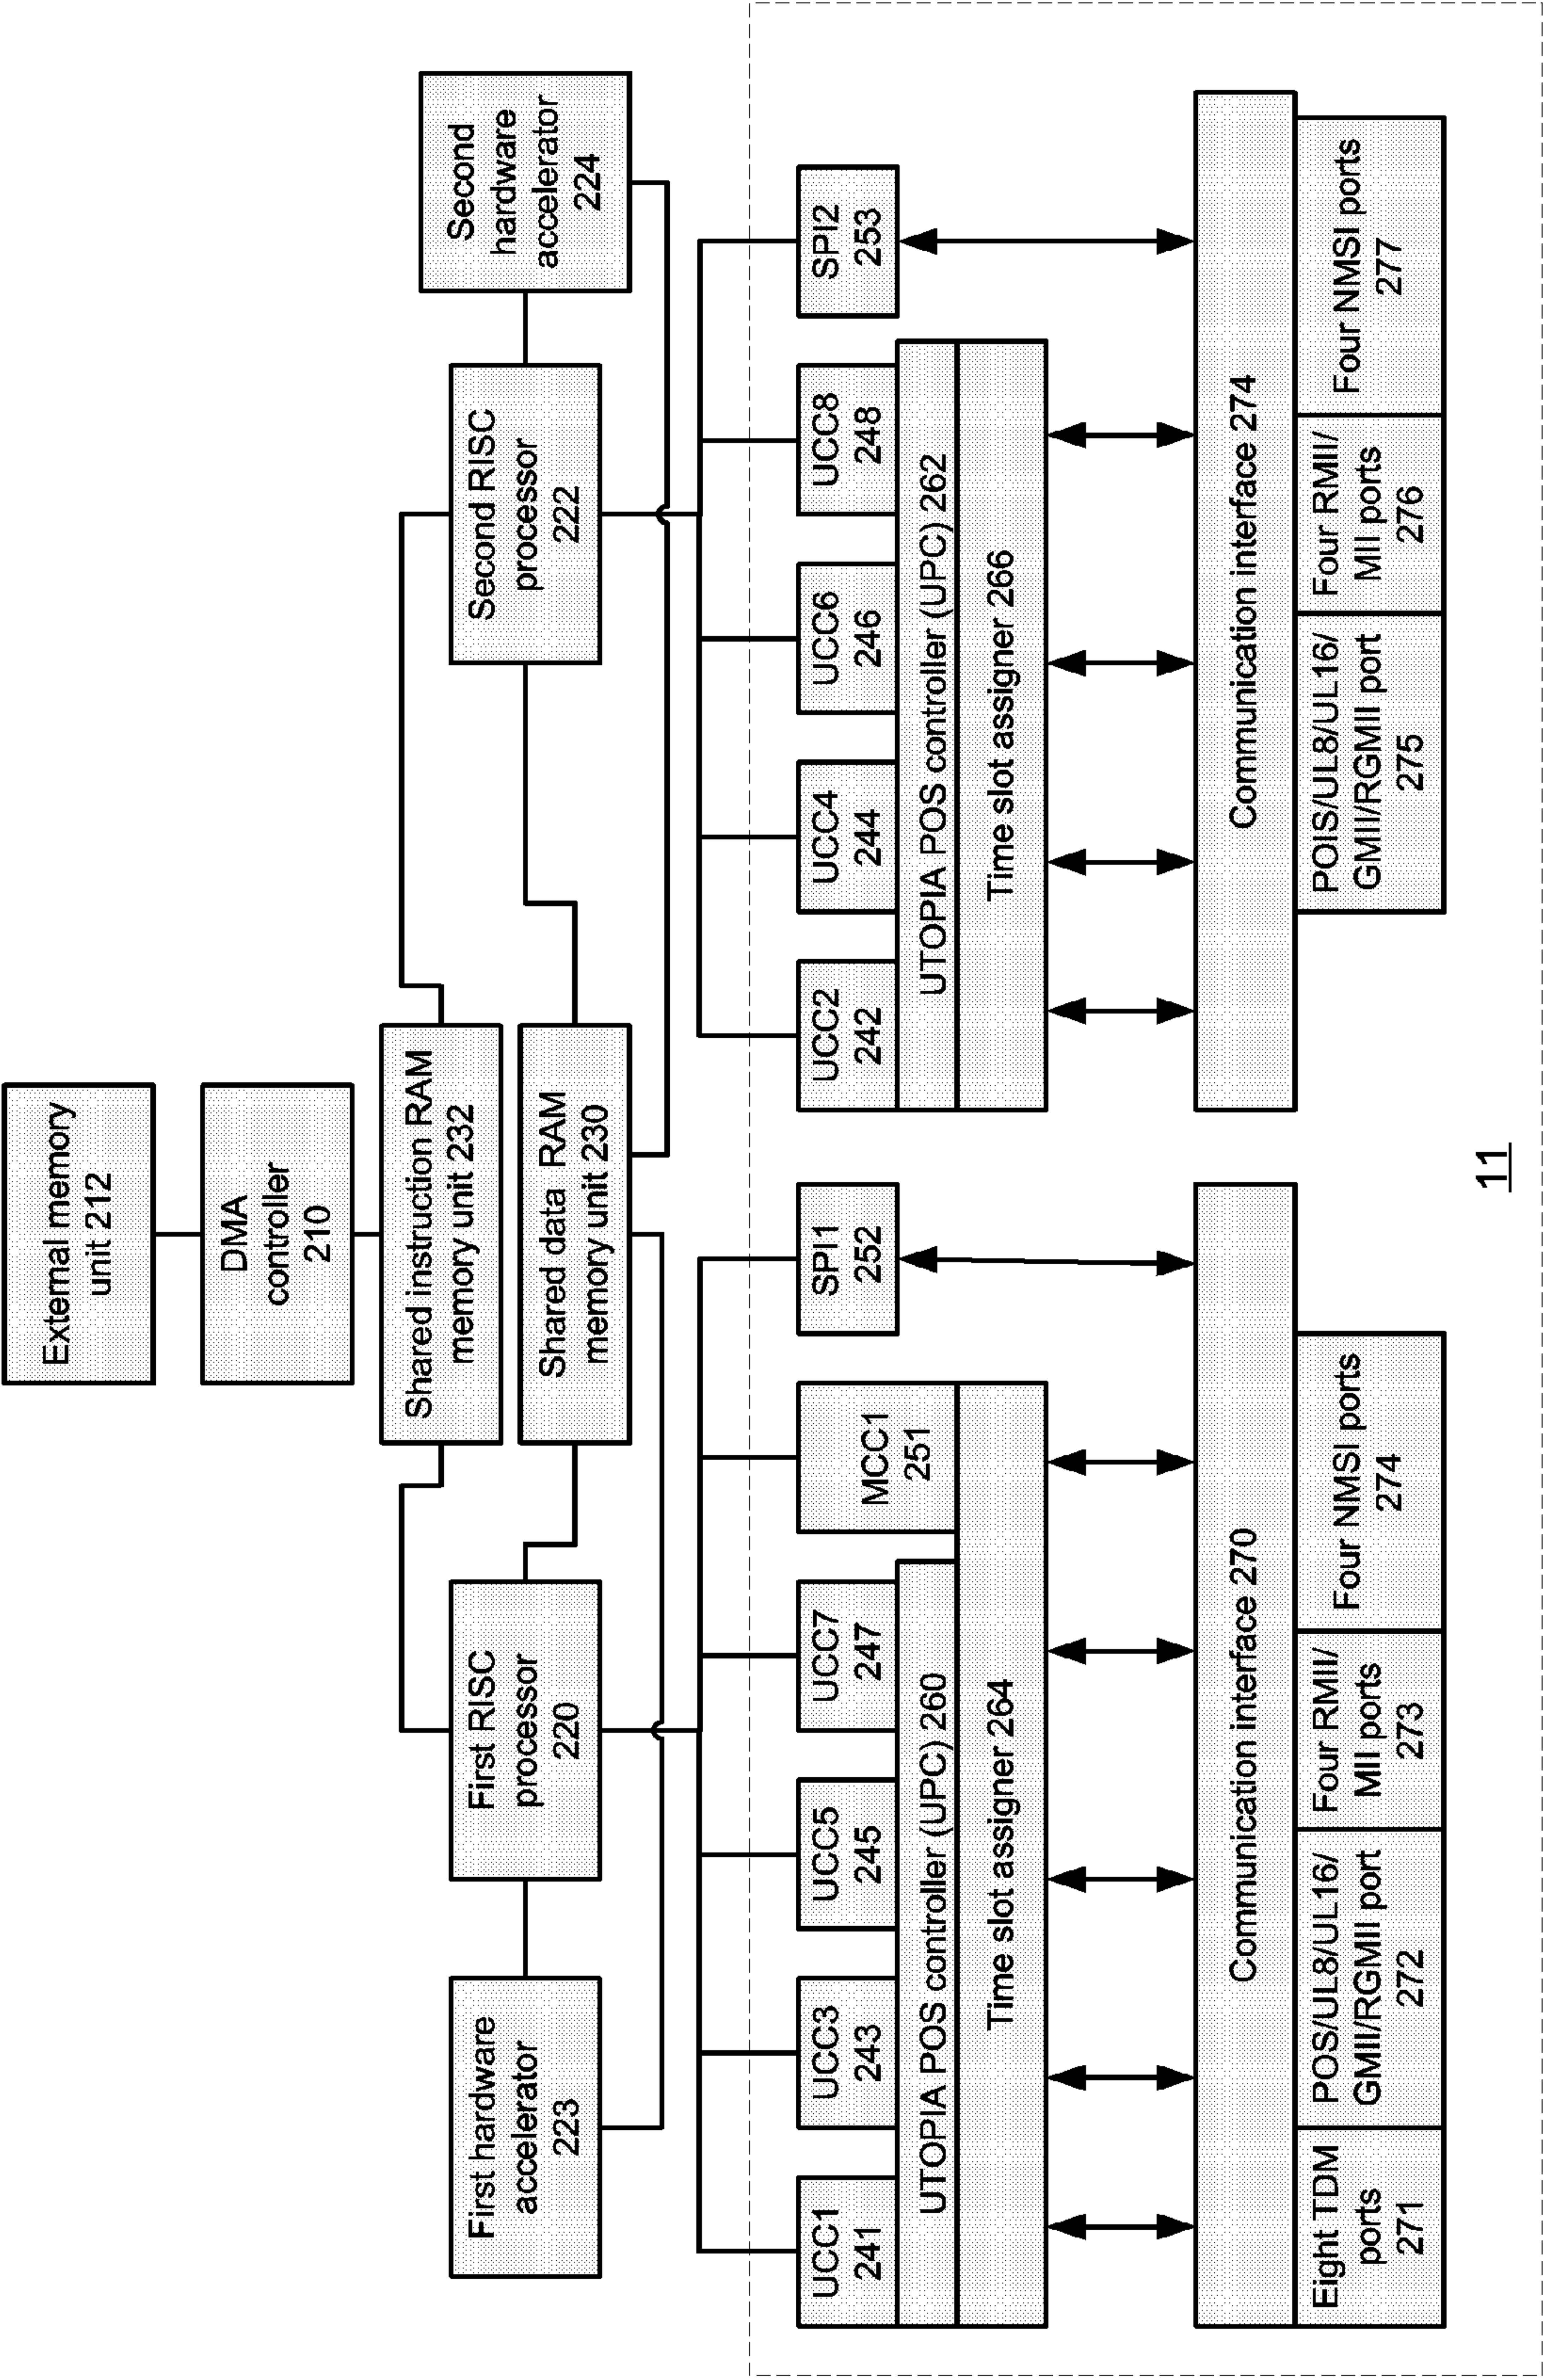 External memory
unit 212
DMA
controller
210
Shared instruction RAM
memory unit 232
Shared data RAM
memory unit 230
First hardware
accelerator
223
First RISC
processor
220
Second RISC
processor
222
Second
hardware
accelerator
224
UCC1
241
UCC3
243
UCC5
245
UCC7
247
MCC1
251
SPI1
252
UCC2
242
UCC4
244
UCC6
246
UCC8
248
SPI2
253
UTOPIA POS controller (UPC) 260
Time slot assigner 264
UTOPIA POS controller (UPC) 262
Time slot assigner 266
Communication interface 270
Communication interface 274
Eight TDM
ports
271
POS/UL8/UL16/
GMII/RGMII port
272
Four RMII/
MII ports
273
Four NMSI ports
274
POIS/UL8/UL16/
GMII/RGMII port
275
Four RMII/
MII ports
276
Four NMSI ports
277
11